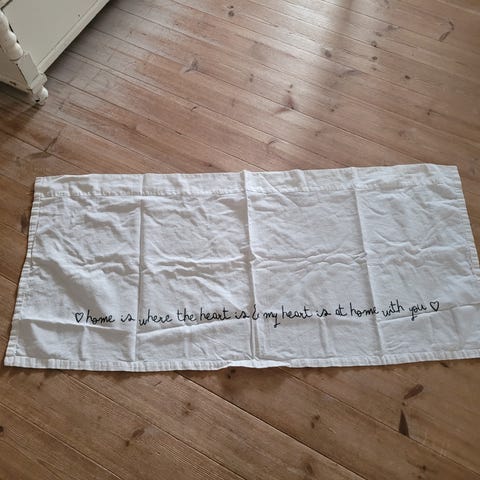 ♡ home is where the heart is & my heart is at home with you ♡